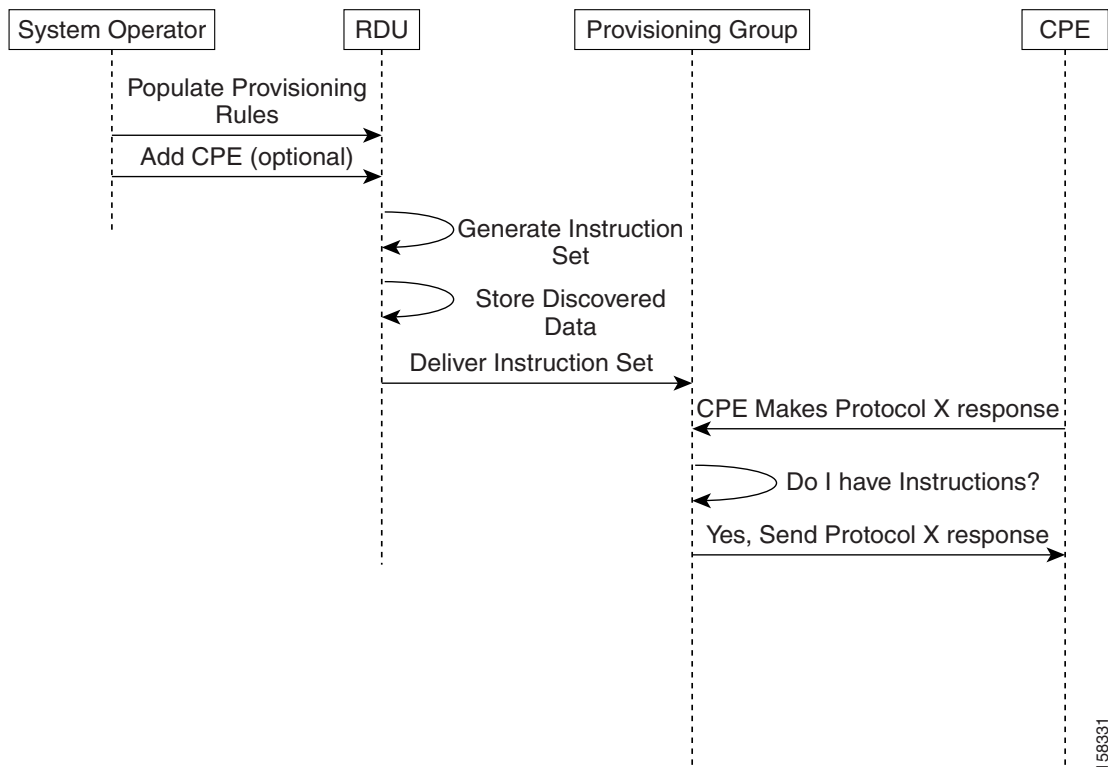 System Operator
RDU
Provisioning Group
CPE
Populate Provisioning
Rules
Add CPE (optional)
Generate Instruction
Set
Store Discovered
Data
Deliver Instruction Set
CPE Makes Protocol X response
Do I have Instructions?
Yes, Send Protocol X response
158331